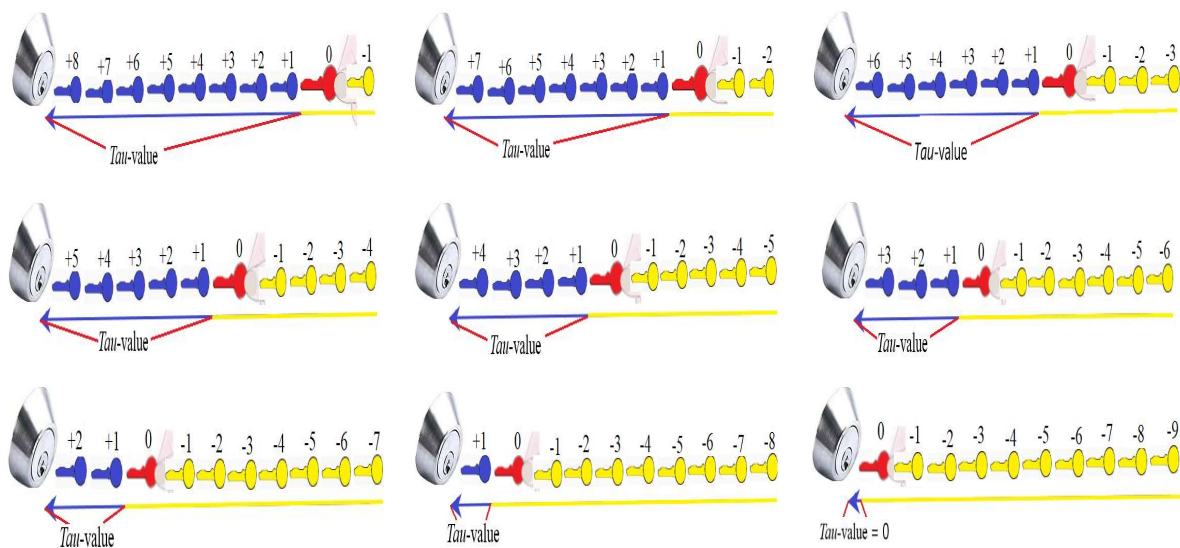 +8 +7 +6 +5 +4 +3 +2 +1 0 -1
Tau-value
+7 +6 +5 +4 +3 +2 +1 0 -1 -2
Tau-value
+6 +5 +4 +3 +2 +1 0 -1 -2 -3
Tau-value
+5 +4 +3 +2 +1 0 -1 -2 -3 -4
Tau-value
+4 +3 +2 +1 0 -1 -2 -3 -4 -5
Tau-value
+3 +2 +1 0 -1 -2 -3 -4 -5 -6
Tau-value
+2 +1 0 -1 -2 -3 -4 -5 -6 -7
Tau-value
+1 0 -1 -2 -3 -4 -5 -6 -7 -8
Tau-value
0 -1 -2 -3 -4 -5 -6 -7 -8 -9
Tau-value = 0